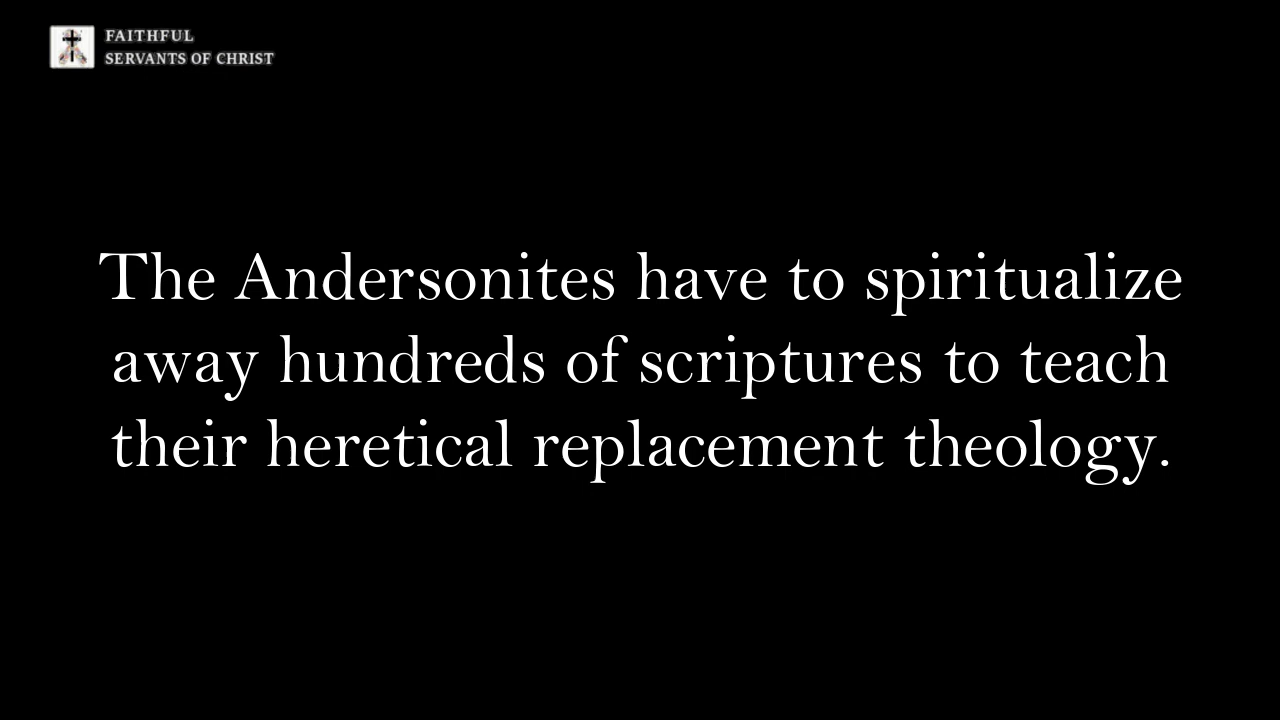 FAITHFUL
SERVANTS OF CHRIST
The Andersonites have to spiritualize
away hundreds of scriptures to teach
their heretical replacement theology.